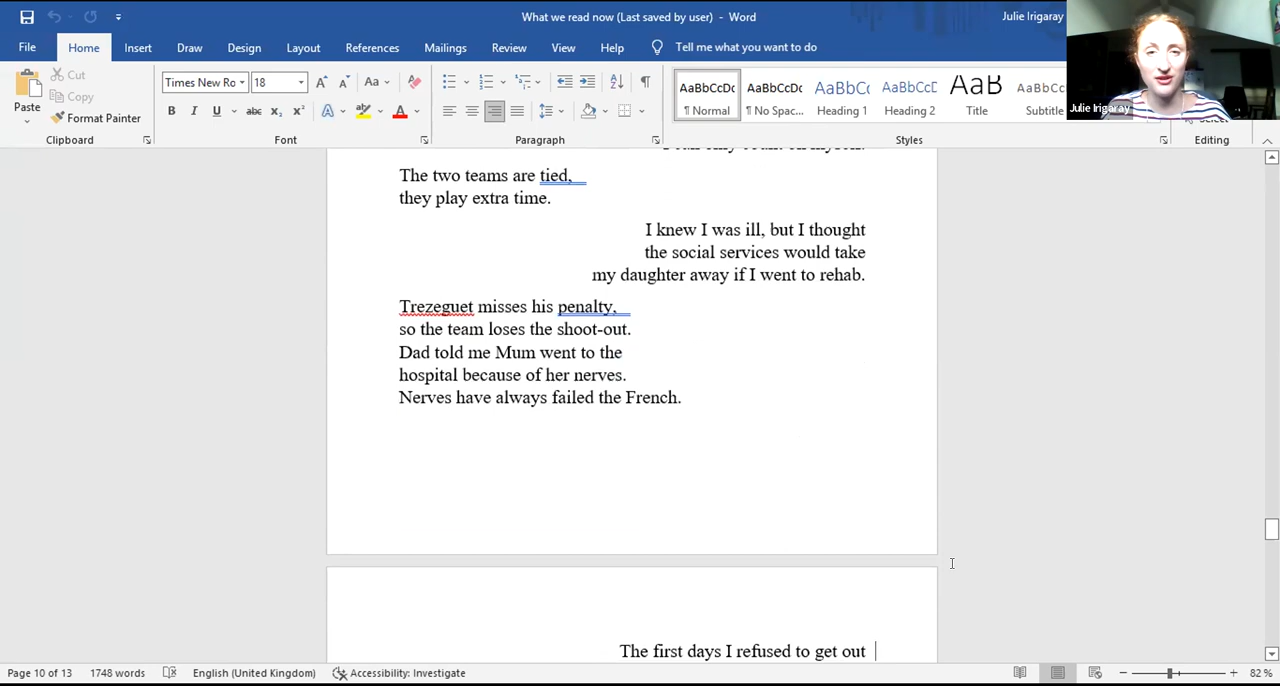 What we read now (Last saved by user) - Word
Julie Irigaray
File Home Insert Draw Design Layout References Mailings Review View Help Tell me what you want to do
Paste
Cut
Copy
Format Painter
Clipboard
Times New Ro 18
Font
Paragraph
AaBbCcDc AaBbCcDc AaBbC AaBbCcD AaB AaBbCc
¶ Normal ¶ No Spac... Heading 1 Heading 2 Title Subtitle
Styles
Editing
Julie Irigaray
The two teams are tied,
they play extra time.
I knew I was ill, but I thought
the social services would take
my daughter away if I went to rehab.
Trezeguet misses his penalty,
so the team loses the shoot-out.
Dad told me Mum went to the
hospital because of her nerves.
Nerves have always failed the French.
The first days I refused to get out
Page 10 of 13 1748 words English (United Kingdom) Accessibility: Investigate 82 %